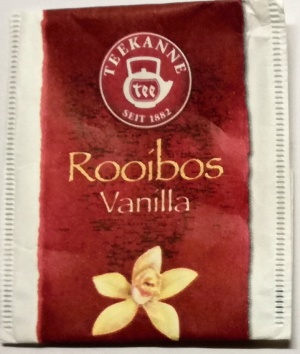 TEEKANNE
tee
SEIT 1882
Rooibos
Vanilla